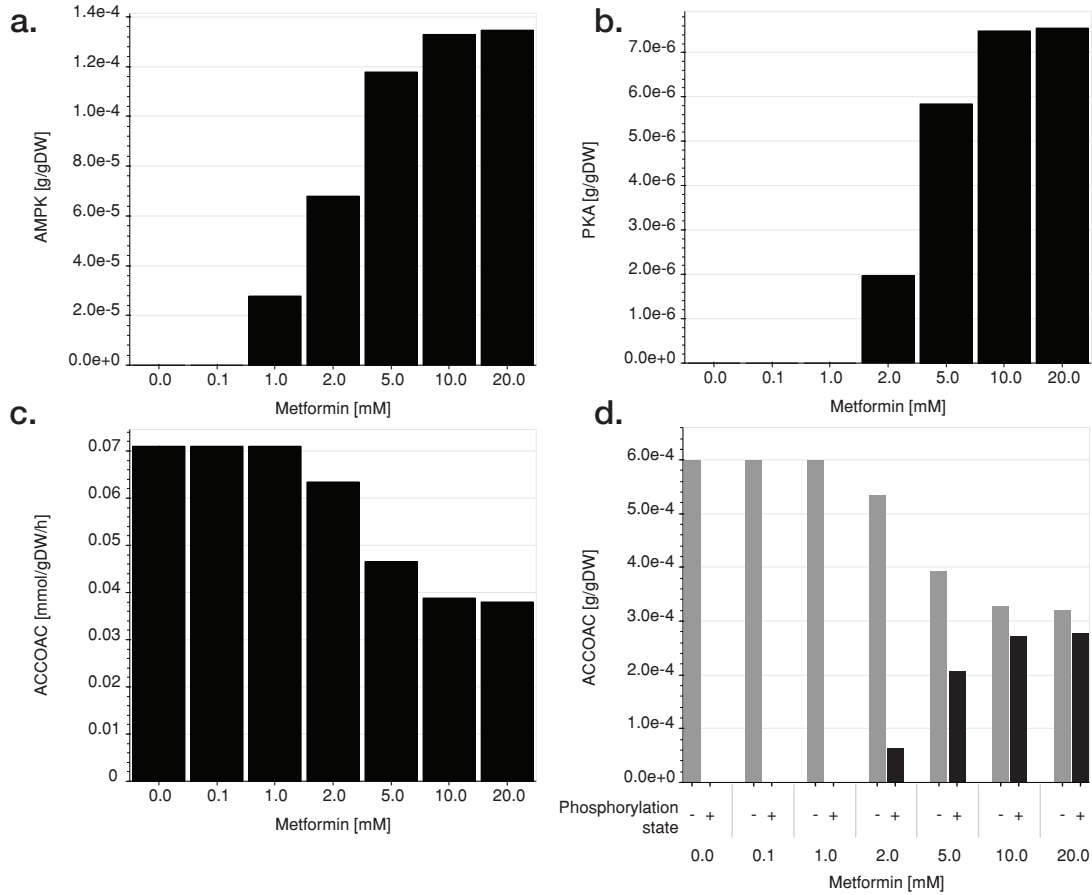 a.
AMPK [g/gDW]
1.4e-4
1.2e-4
1.0e-4
8.0e-5
6.0e-5
4.0e-5
2.0e-5
0.0e+0
0.0 0.1 1.0 2.0 5.0 10.0 20.0
Metformin [mM]
b.
PKA [g/gDW]
7.0e-6
6.0e-6
5.0e-6
4.0e-6
3.0e-6
2.0e-6
1.0e-6
0.0e+0
0.0 0.1 1.0 2.0 5.0 10.0 20.0
Metformin [mM]
c.
ACCOAC [mmol/gDW/h]
0.07
0.06
0.05
0.04
0.03
0.02
0.01
0
0.0 0.1 1.0 2.0 5.0 10.0 20.0
Metformin [mM]
d.
ACCOAC [g/gDW]
6.0e-4
5.0e-4
4.0e-4
3.0e-4
2.0e-4
1.0e-4
0.0e+0
Phosphorylation
state
- + - + - + - + - + - + - +
0.0 0.1 1.0 2.0 5.0 10.0 20.0
Metformin [mM]